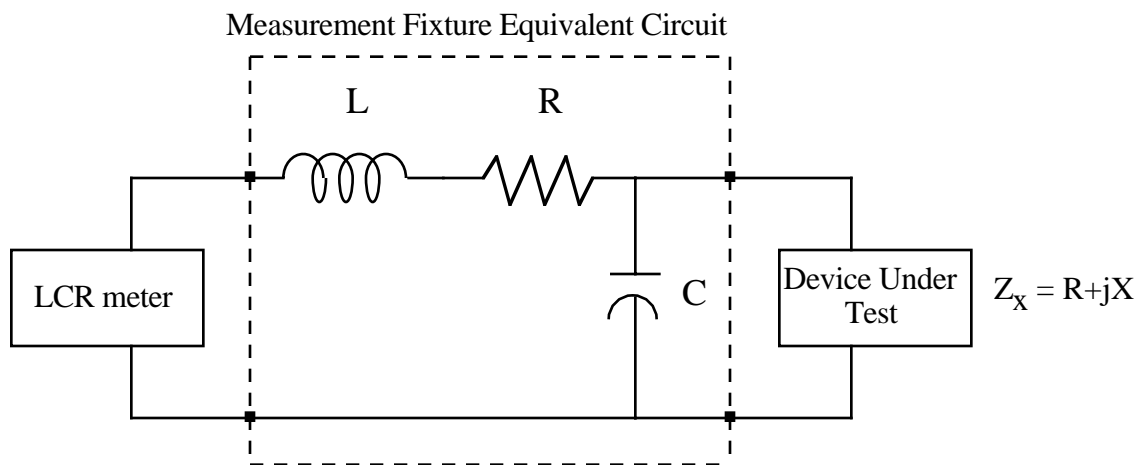 Measurement Fixture Equivalent Circuit
L
R
LCR meter
C
Device Under
Test
Zx = R+jX